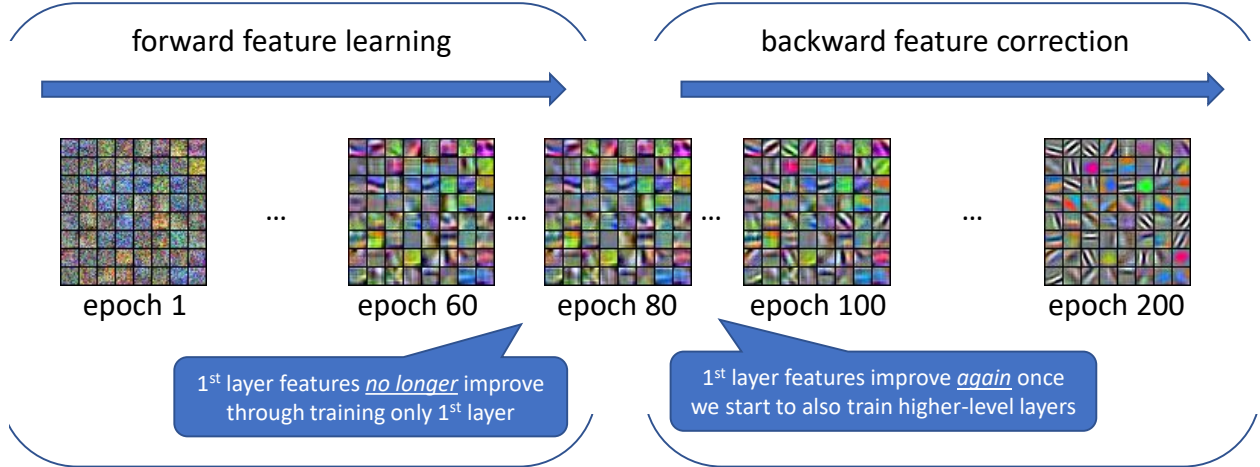 forward feature learning
backward feature correction
... ... ... ...
epoch 1 epoch 60 epoch 80 epoch 100 epoch 200
1st layer features no longer improve
through training only 1st layer
1st layer features improve again once
we start to also train higher-level layers